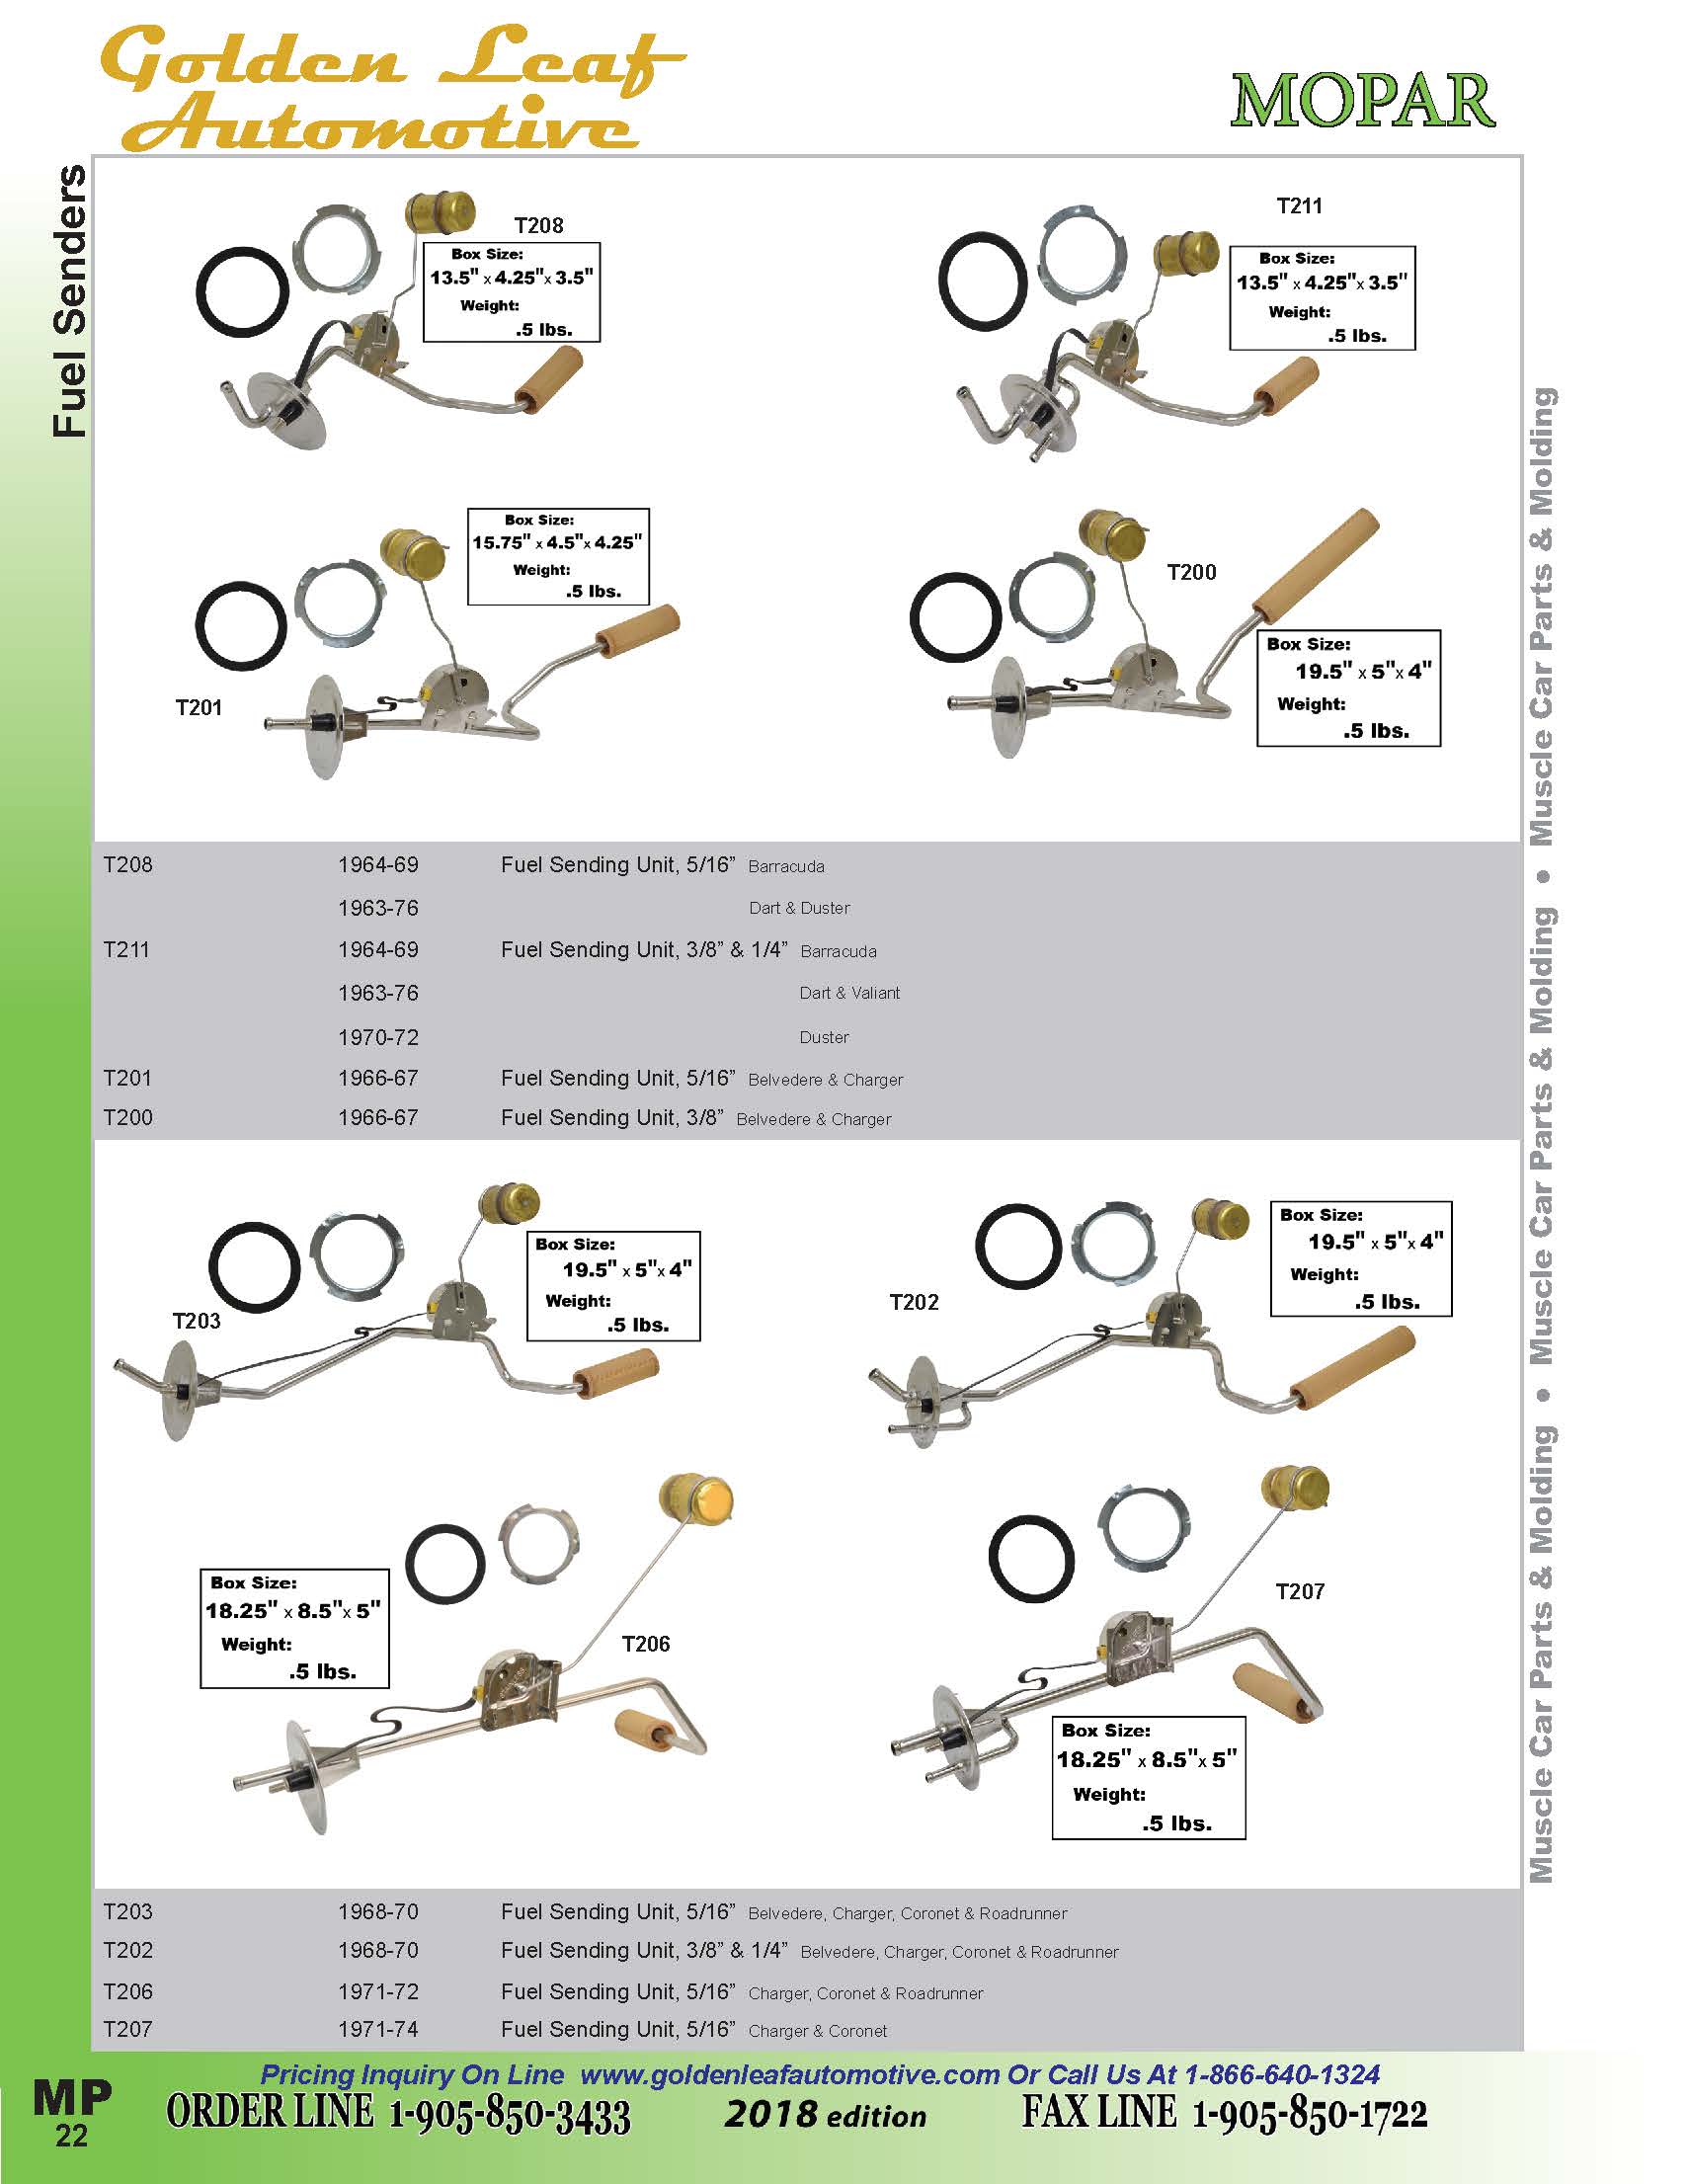 Golden Leaf
Automotive
MOPAR
Fuel Senders
T208
Box Size:
13.5" x 4.25"x 3.5"
Weight:
.5 lbs.
T211
Box Size:
13.5" x 4.25"x 3.5"
Weight:
.5 lbs.
Box Size:
15.75" x 4.5"x 4.25"
Weight:
.5 lbs.
T201
T200
Box Size:
19.5" x 5"x 4"
Weight:
.5 lbs.
T208 1964-69 Fuel Sending Unit, 5/16” Barracuda
1963-76 Dart & Duster
T211 1964-69 Fuel Sending Unit, 3/8” & 1/4” Barracuda
1963-76 Dart & Valiant
1970-72 Duster
T201 1966-67 Fuel Sending Unit, 5/16” Belvedere & Charger
T200 1966-67 Fuel Sending Unit, 3/8” Belvedere & Charger
T203
Box Size:
19.5" x 5"x 4"
Weight:
.5 lbs.
T202
Box Size:
19.5" x 5"x 4"
Weight:
.5 lbs.
Box Size:
18.25" x 8.5"x 5"
Weight:
.5 lbs.
T206
T207
Box Size:
18.25" x 8.5"x 5"
Weight:
.5 lbs.
T203 1968-70 Fuel Sending Unit, 5/16” Belvedere, Charger, Coronet & Roadrunner
T202 1968-70 Fuel Sending Unit, 3/8” & 1/4” Belvedere, Charger, Coronet & Roadrunner
T206 1971-72 Fuel Sending Unit, 5/16” Charger, Coronet & Roadrunner
T207 1971-74 Fuel Sending Unit, 5/16” Charger & Coronet
Muscle Car Parts & Molding • Muscle Car Parts & Molding • Muscle Car Parts & Molding
Pricing Inquiry On Line www.goldenleafautomotive.com Or Call Us At 1-866-640-1324
MP
22
ORDER LINE 1-905-850-3433
2018 edition
FAX LINE 1-905-850-1722